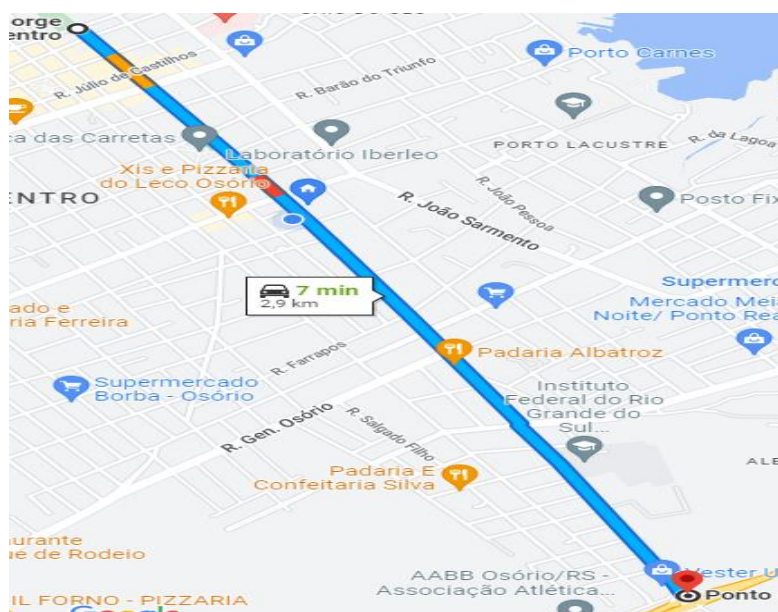 orge
entro
R. Júlio de Castilhos
R. Barão do Triunfo
Porto Carnes
ca das Carretas
Laboratório Iberleo
PORTO LACUSTRE
R. da Lagoa
Xis e Pizzaria
do Leco Osório
ENTRO
R. João Pessoa
R. João Sarmento
Posto Fix
7 min
2,9 km
Supermerc
Mercado Mei
Noite/ Ponto Rea
ado e
ria Ferreira
R. Farrapos
Padaria Albatroz
Supermercado
Borba - Osório
Instituto
Federal do Rio
Grande do
Sul...
R. Gen. Osório
R. Salgado Filho
ALE
Padaria E
Confeitaria Silva
aurante
ue de Rodeio
AABB Osório/RS -
Associação Atlética...
Vester U
Ponto
IL FORNO - PIZZARIA